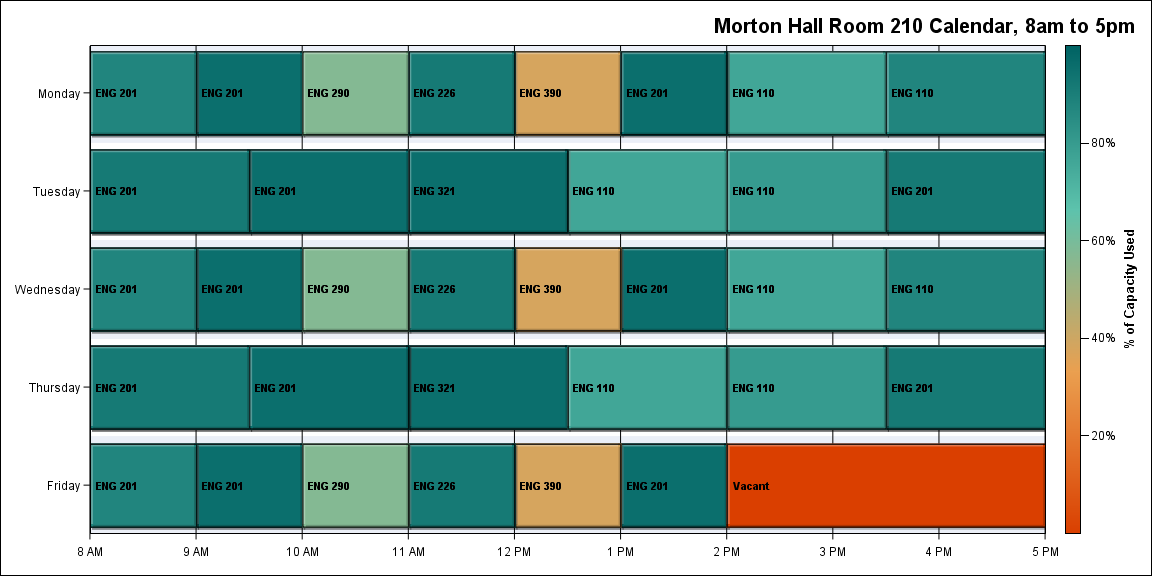 Morton Hall Room 210 Calendar, 8am to 5pm
Monday
ENG 201
ENG 201
ENG 290
ENG 226
ENG 390
ENG 201
ENG 110
ENG 110
Tuesday
ENG 201
ENG 201
ENG 321
ENG 110
ENG 110
ENG 201
Wednesday
ENG 201
ENG 201
ENG 290
ENG 226
ENG 390
ENG 201
ENG 110
ENG 110
Thursday
ENG 201
ENG 201
ENG 321
ENG 110
ENG 110
ENG 201
Friday
ENG 201
ENG 201
ENG 290
ENG 226
ENG 390
ENG 201
Vacant
8 AM
9 AM
10 AM
11 AM
12 PM
1 PM
2 PM
3 PM
4 PM
5 PM
80%
60%
40%
20%
% of Capacity Used